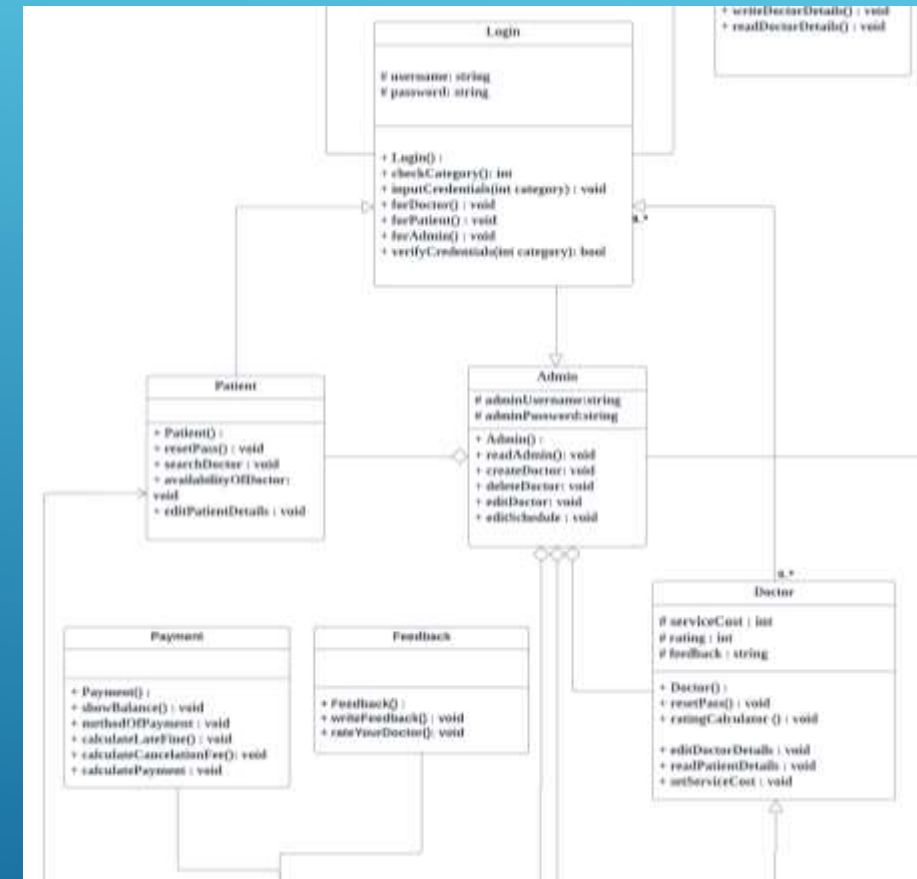 + writeDoctorDetails() : void
+ readDoctorDetails() : void
Login
# username: string
# password: string
+ Login() :
+ checkCategory(): int
+ inputCredentials(int category) : void
+ forDoctor() : void
+ forPatient() : void
+ forAdmin() : void
+ verifyCredentials(int category): bool
0..*
Patient
+ Patient() :
+ resetPass() : void
+ searchDoctor : void
+ availabilityOfDoctor:
void
+ editPatientDetails : void
Admin
# adminUsername:string
# adminPassword:string
+ Admin() :
+ readAdmin(): void
+ createDoctor: void
+ deleteDoctor: void
+ editDoctor: void
+ editSchedule : void
0..*
Doctor
# serviceCost : int
# rating : int
# feedback : string
+ Doctor() :
+ resetPass() : void
+ ratingCalculator () : void
+ editDoctorDetails : void
+ readPatientDetails : void
+ setServiceCost : void
Payment
+ Payment() :
+ showBalance() : void
+ methodOfPayment : void
+ calculateLateFine() : void
+ calculateCancelationFee(): void
+ calculatePayment : void
Feedback
+ Feedback() :
+ writeFeedback() : void
+ rateYourDoctor(): void